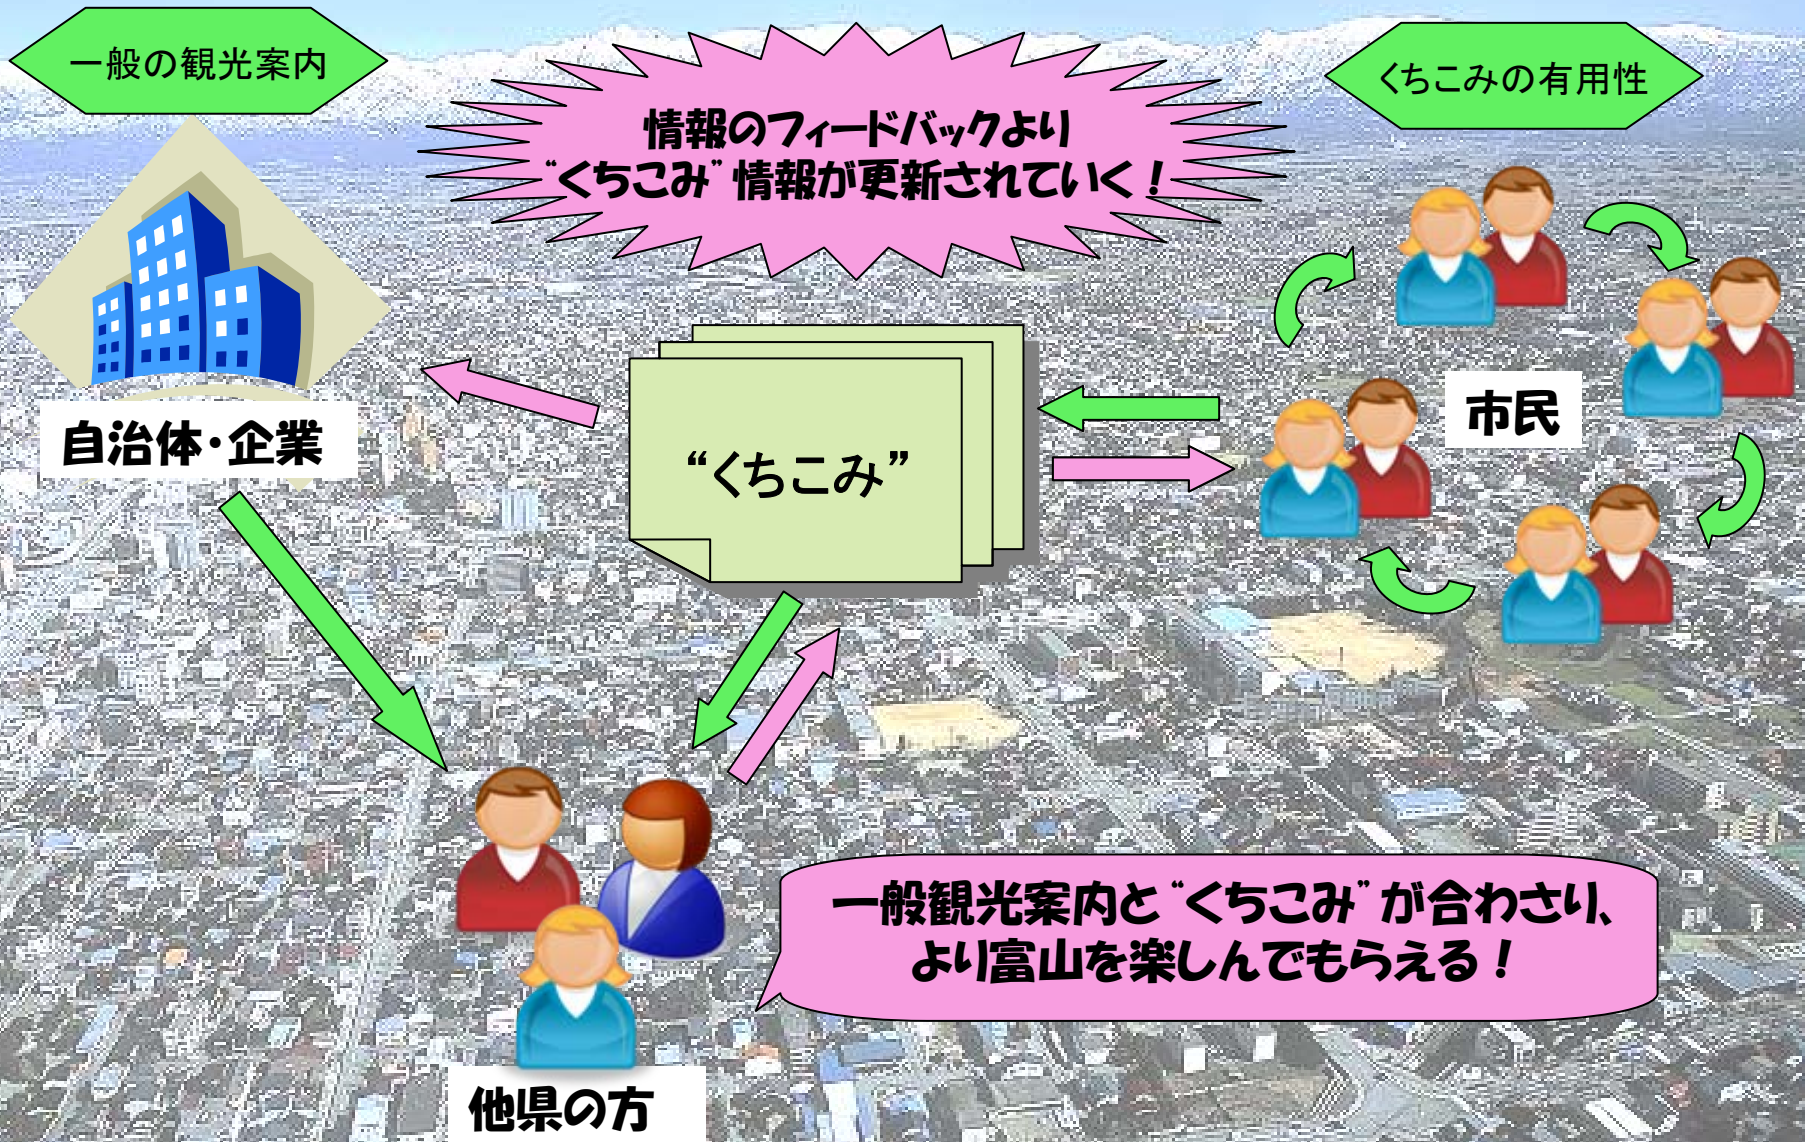 一般の観光案内
情報のフィードバックより
“くちこみ”情報が更新されていく！
くちこみの有用性
自治体・企業
“くちこみ”
市民
一般観光案内と“くちこみ”が合わさり、
より富山を楽しんでもらえる！
他県の方